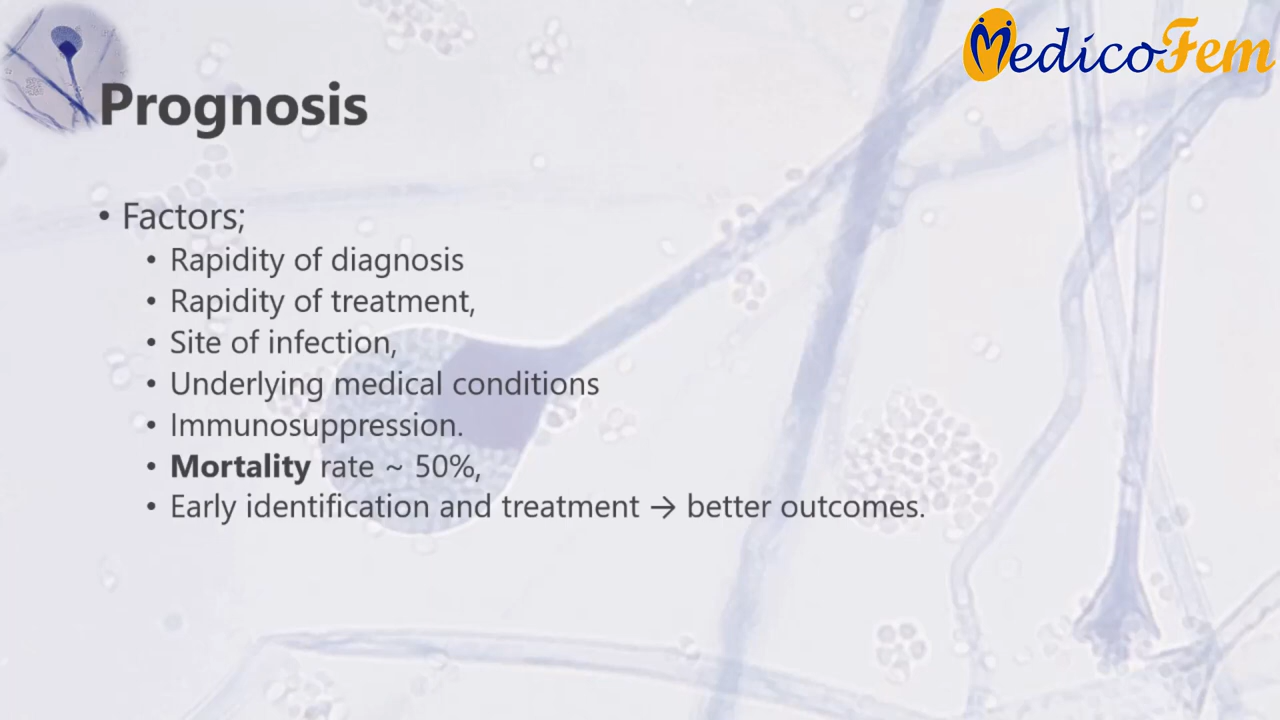 MedicoFem
Prognosis
• Factors;
• Rapidity of diagnosis
• Rapidity of treatment,
• Site of infection,
• Underlying medical conditions
• Immunosuppression.
• Mortality rate ~ 50%,
• Early identification and treatment → better outcomes.